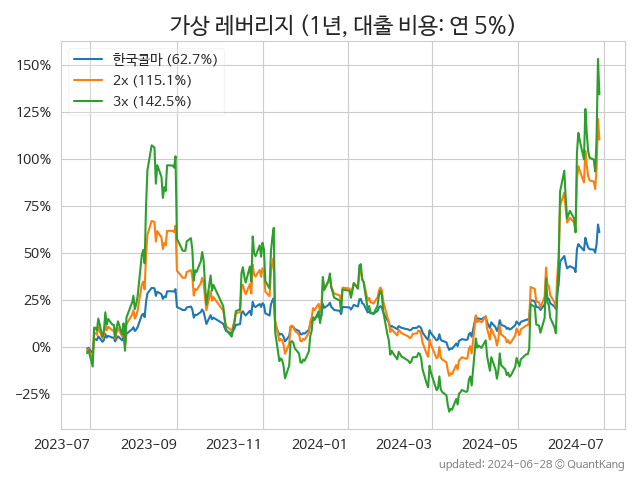 가상 레버리지 (1년, 대출 비용: 연 5%)
한국콜마 (62.7%)
2x (115.1%)
3x (142.5%)
150%
125%
100%
75%
50%
25%
0%
−25%
2023-07 2023-09 2023-11 2024-01 2024-03 2024-05 2024-07
updated: 2024-06-28 © QuantKang